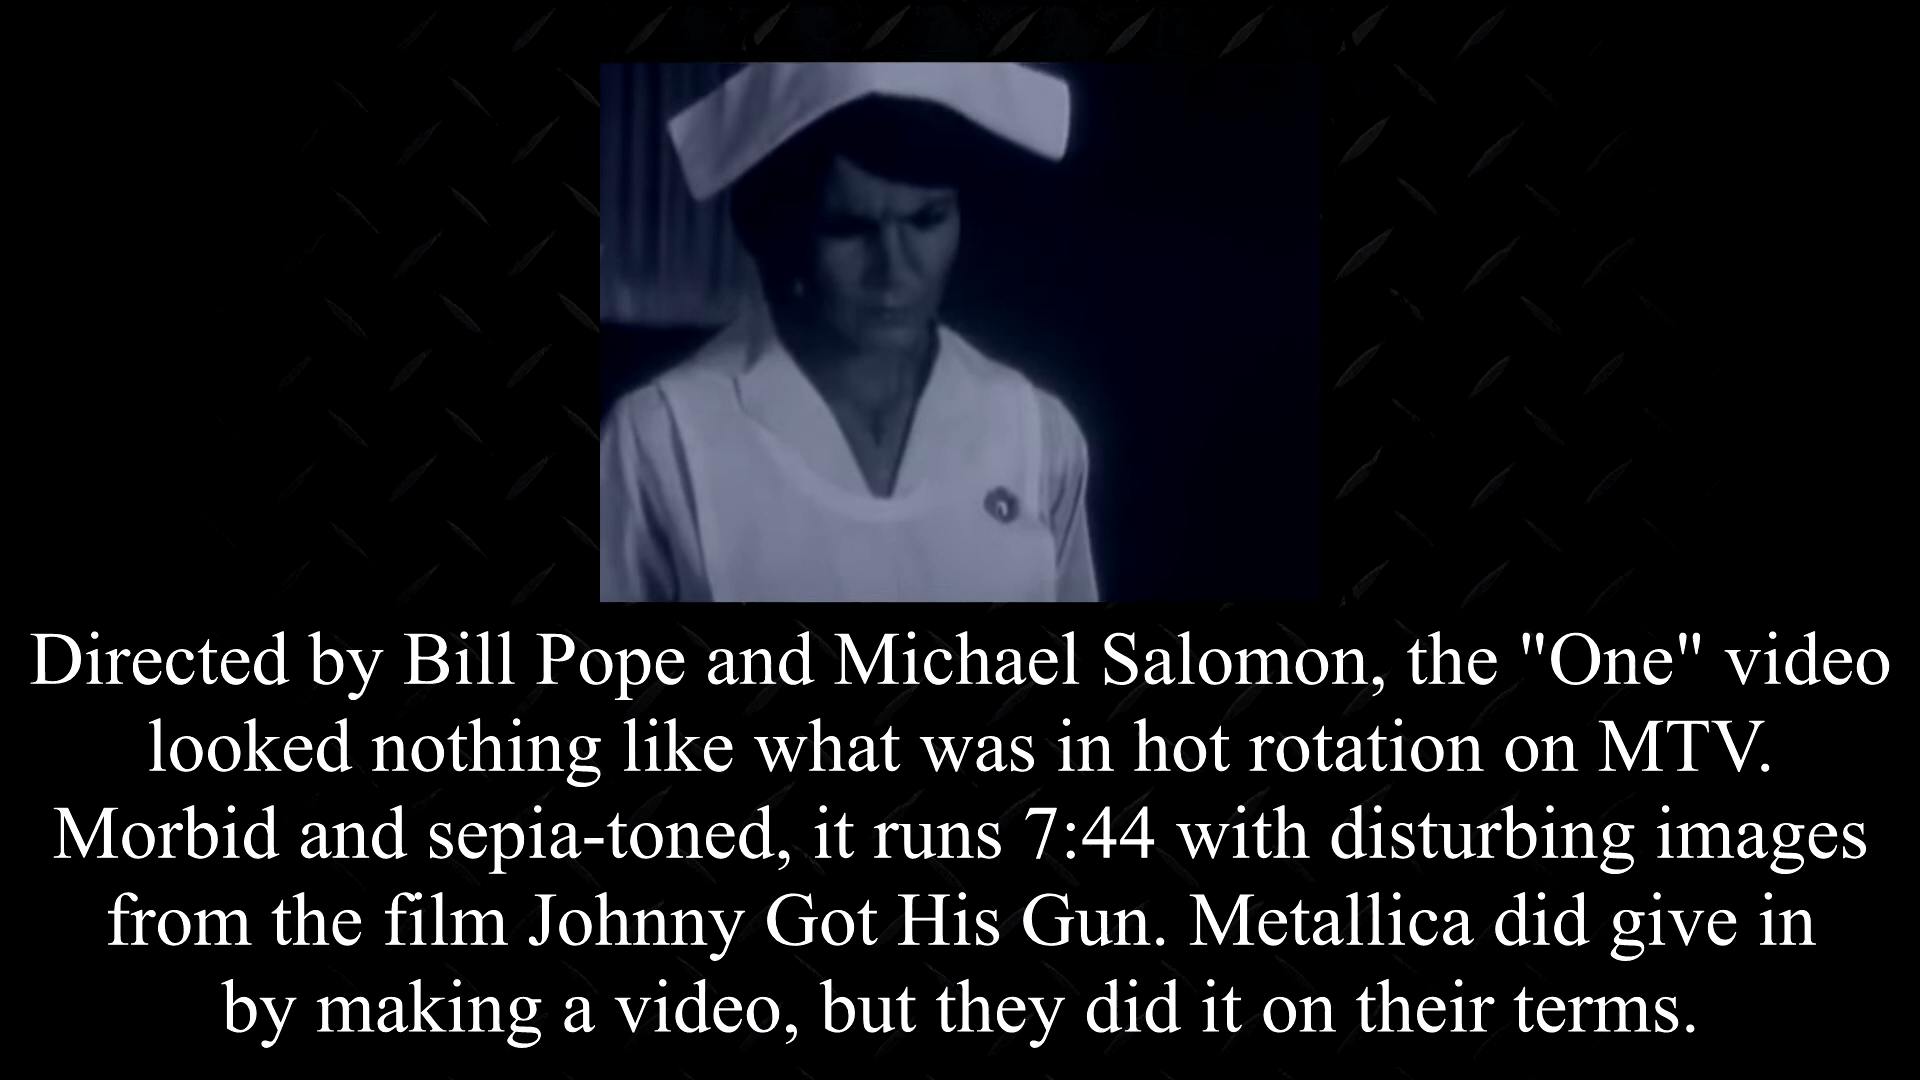 Directed by Bill Pope and Michael Salomon, the "One" video
looked nothing like what was in hot rotation on MTV.
Morbid and sepia-toned, it runs 7:44 with disturbing images
from the film Johnny Got His Gun. Metallica did give in
by making a video, but they did it on their terms.